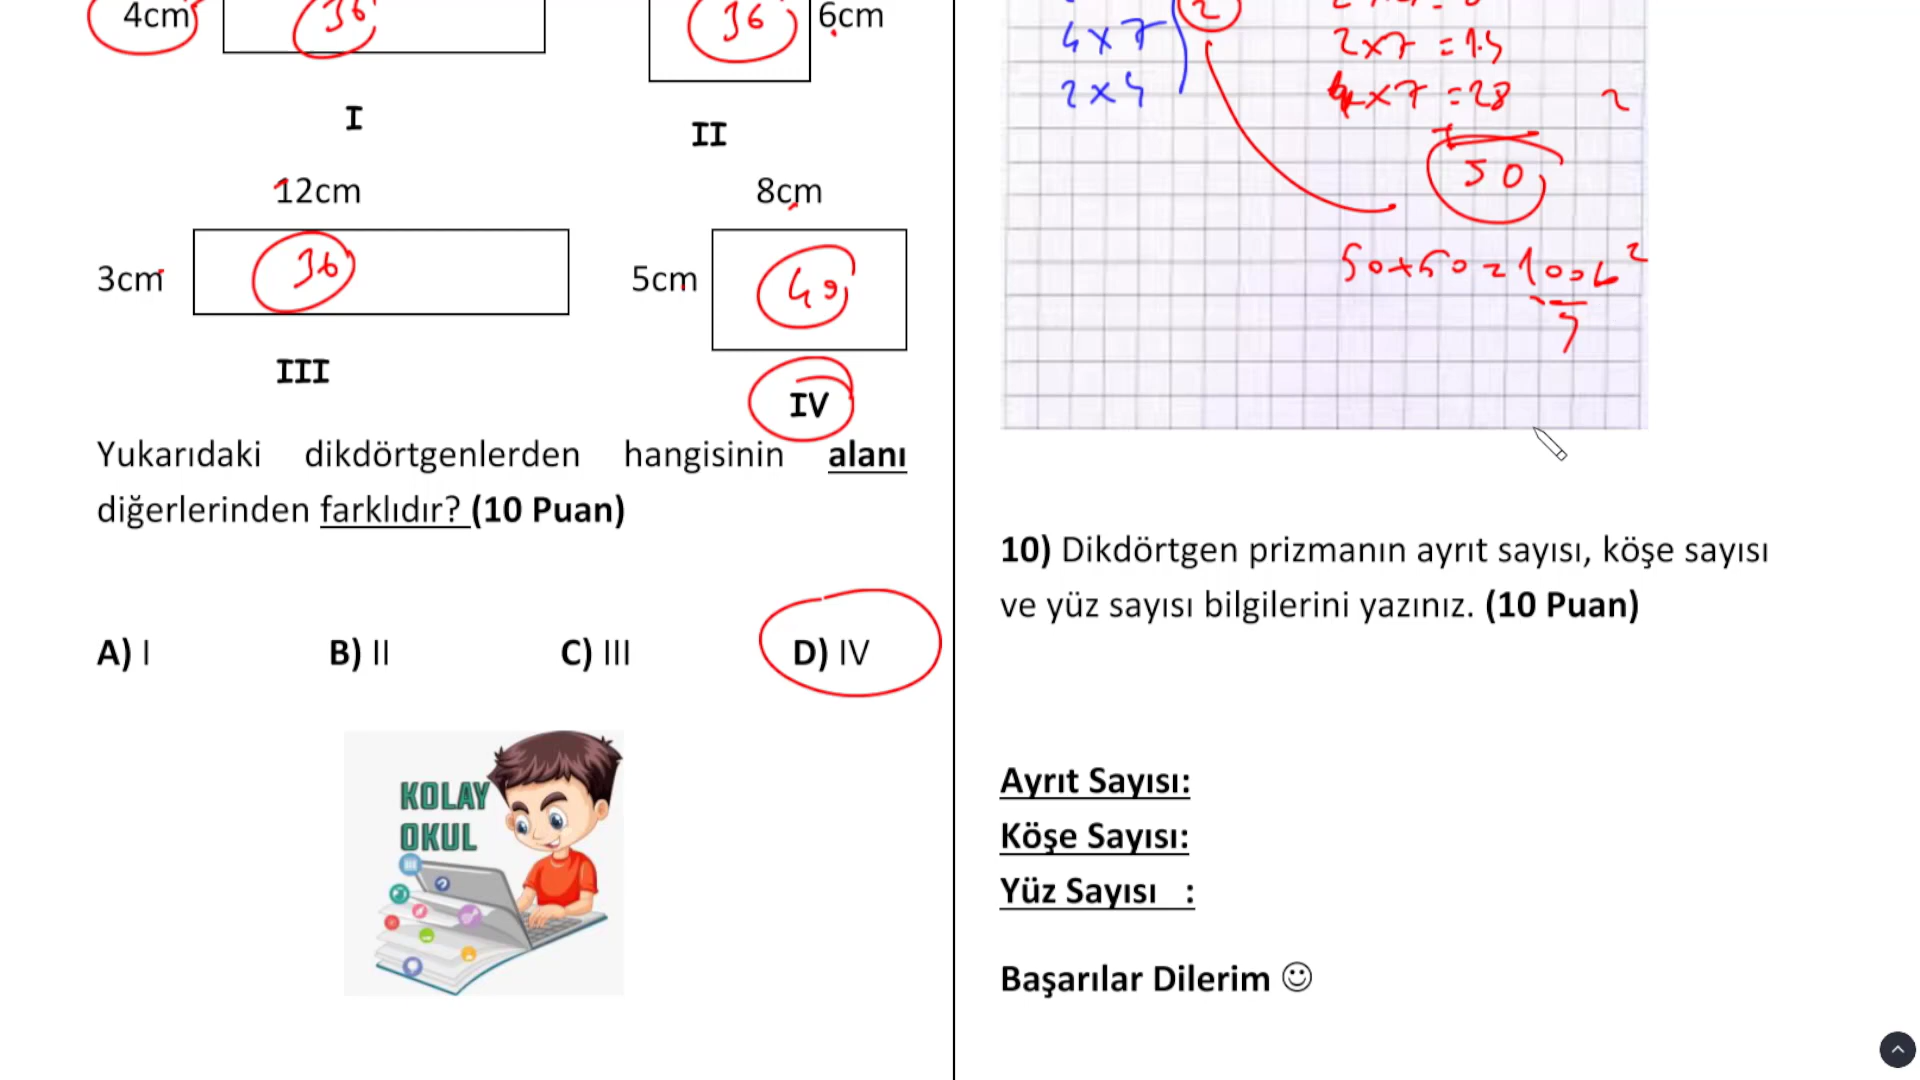 4cm
36
36
6cm
I
II
12cm
8cm
3cm
36
5cm
40
III
IV
Yukarıdaki dikdörtgenlerden hangisinin alanı
diğerlerinden farklıdır? (10 Puan)
A) I
B) II
C) III
D) IV
KOLAY
OKUL
4x7
2x4
2
2x7 = 14
4x7 = 28
2
+
50
50+50=100
10) Dikdörtgen prizmanın ayrıt sayısı, köşe sayısı
ve yüz sayısı bilgilerini yazınız. (10 Puan)
Ayrıt Sayısı:
Köşe Sayısı:
Yüz Sayısı :
Başarılar Dilerim ☺